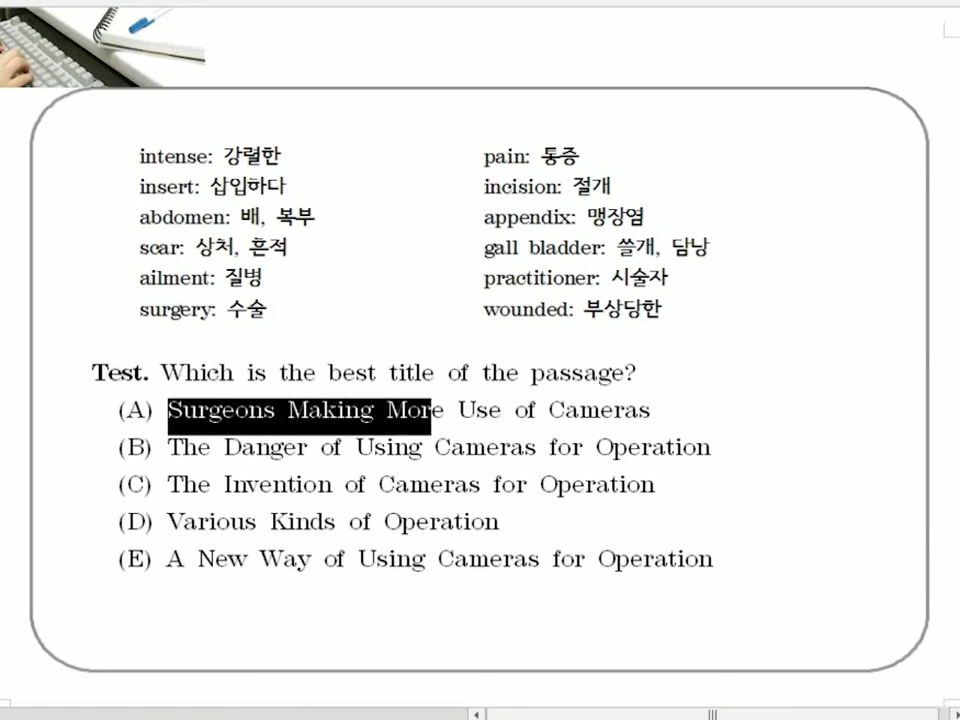 intense: 강렬한
pain: 통증
insert: 삽입하다
incision: 절개
abdomen: 배, 복부
appendix: 맹장염
scar: 상처, 흔적
gall bladder: 쓸개, 담낭
ailment: 질병
practitioner: 시술자
surgery: 수술
wounded: 부상당한
Test. Which is the best title of the passage?
(A) Surgeons Making More Use of Cameras
(B) The Danger of Using Cameras for Operation
(C) The Invention of Cameras for Operation
(D) Various Kinds of Operation
(E) A New Way of Using Cameras for Operation